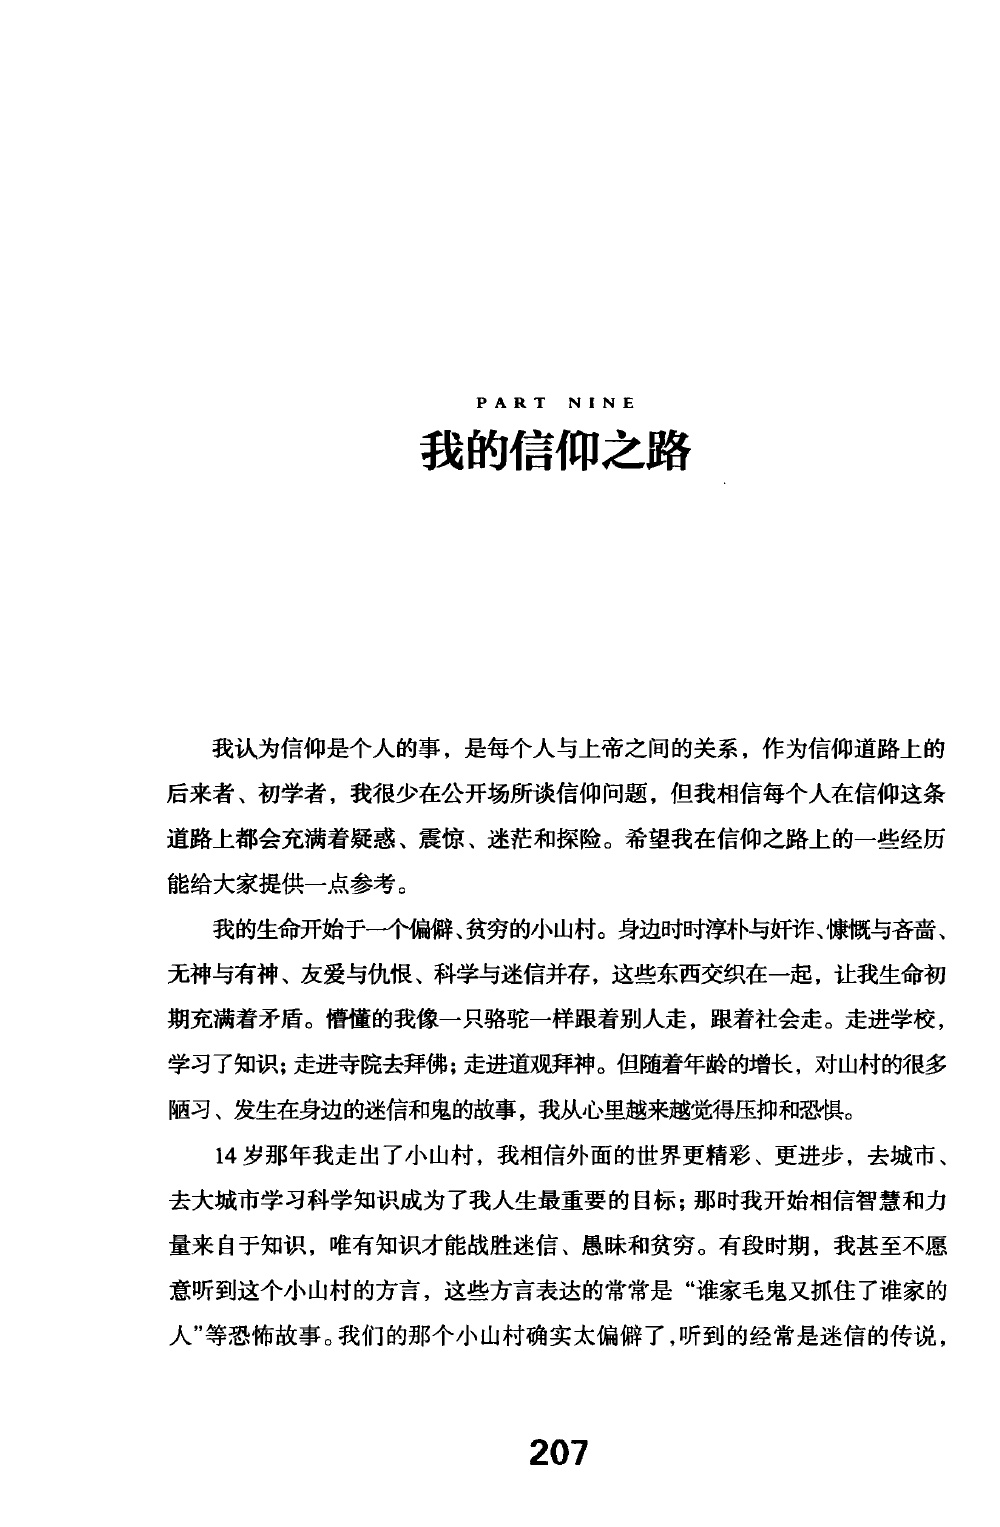 PART NINE
我的信仰之路
我认为信仰是个人的事，是每个人与上帝之间的关系，作为信仰道路上的
后来者、初学者，我很少在公开场所谈信仰问题，但我相信每个人在信仰这条
道路上都会充满着疑惑、震惊、迷茫和探险。希望我在信仰之路上的一些经历
能给大家提供一点参考。
我的生命开始于一个偏僻、贫穷的小山村。身边时时淳朴与奸诈、慷慨与吝啬、
无神与有神、友爱与仇恨、科学与迷信并存，这些东西交织在一起，让我生命初
期充满着矛盾。懵懂的我像一只骆驼一样跟着别人走，跟着社会走。走进学校，
学习了知识；走进寺院去拜佛；走进道观拜神。但随着年龄的增长，对山村的很多
陋习、发生在身边的迷信和鬼的故事，我从心里越来越觉得压抑和恐惧。
14 岁那年我走出了小山村，我相信外面的世界更精彩、更进步，去城市、
去大城市学习科学知识成为了我人生最重要的目标；那时我开始相信智慧和力
量来自于知识，唯有知识才能战胜迷信、愚昧和贫穷。有段时期，我甚至不愿
意听到这个小山村的方言，这些方言表达的常常是“谁家毛鬼又抓住了谁家的
人”等恐怖故事。我们的那个小山村确实太偏僻了，听到的经常是迷信的传说，
207